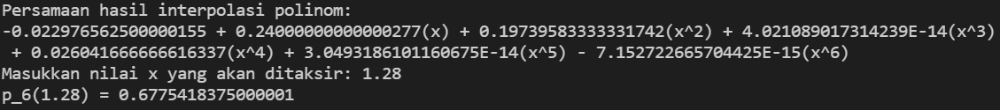 Persamaan hasil interpolasi polinom:
-0.022976562500000155 + 0.24000000000000277(x) + 0.19739583333331742(x^2) + 4.021089017314239E-14(x^3)
+ 0.026041666666616337(x^4) + 3.0493186101160675E-14(x^5) - 7.152722665704425E-15(x^6)
Masukkan nilai x yang akan ditaksir: 1.28
p_6(1.28) = 0.6775418375000001